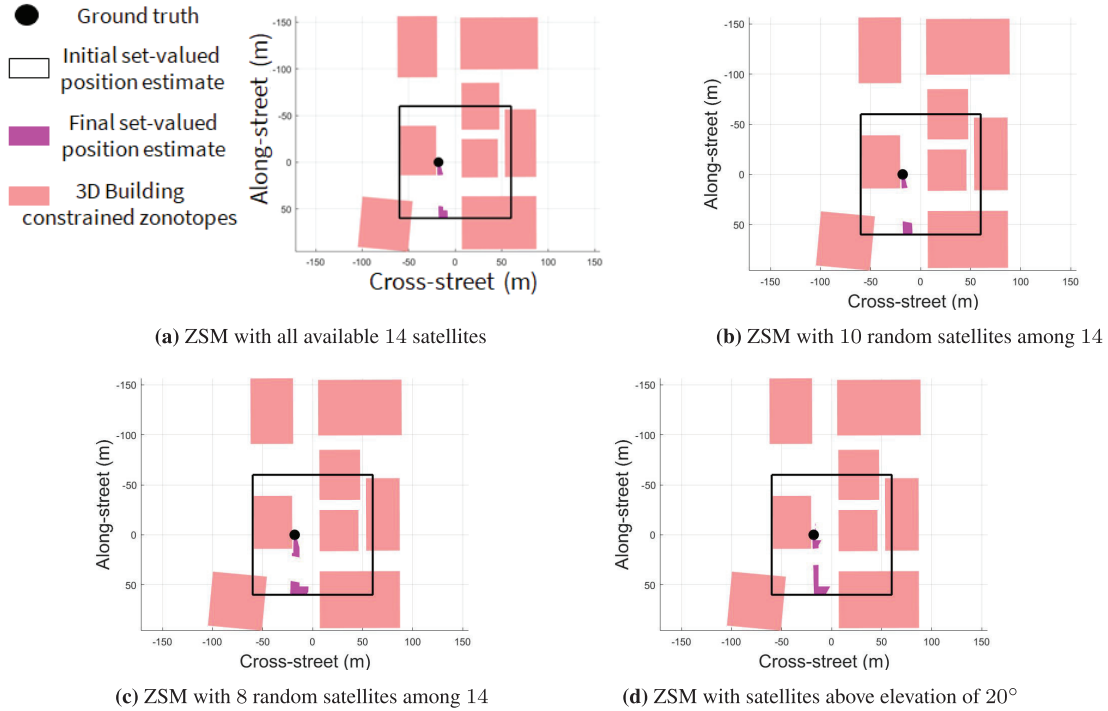 Ground truth
Initial set-valued
position estimate
Final set-valued
position estimate
3D Building
constrained zonotopes
Along-street (m)
-150
-100
-50
0
50
-150
-100
-50
0
50
100
150
Cross-street (m)
(a) ZSM with all available 14 satellites
Along-street (m)
-150
-100
-50
0
50
-150
-100
-50
0
50
100
150
Cross-street (m)
(b) ZSM with 10 random satellites among 14
Along-street (m)
-150
-100
-50
0
50
-150
-100
-50
0
50
100
150
Cross-street (m)
(c) ZSM with 8 random satellites among 14
Along-street (m)
-150
-100
-50
0
50
-150
-100
-50
0
50
100
150
Cross-street (m)
(d) ZSM with satellites above elevation of 20°